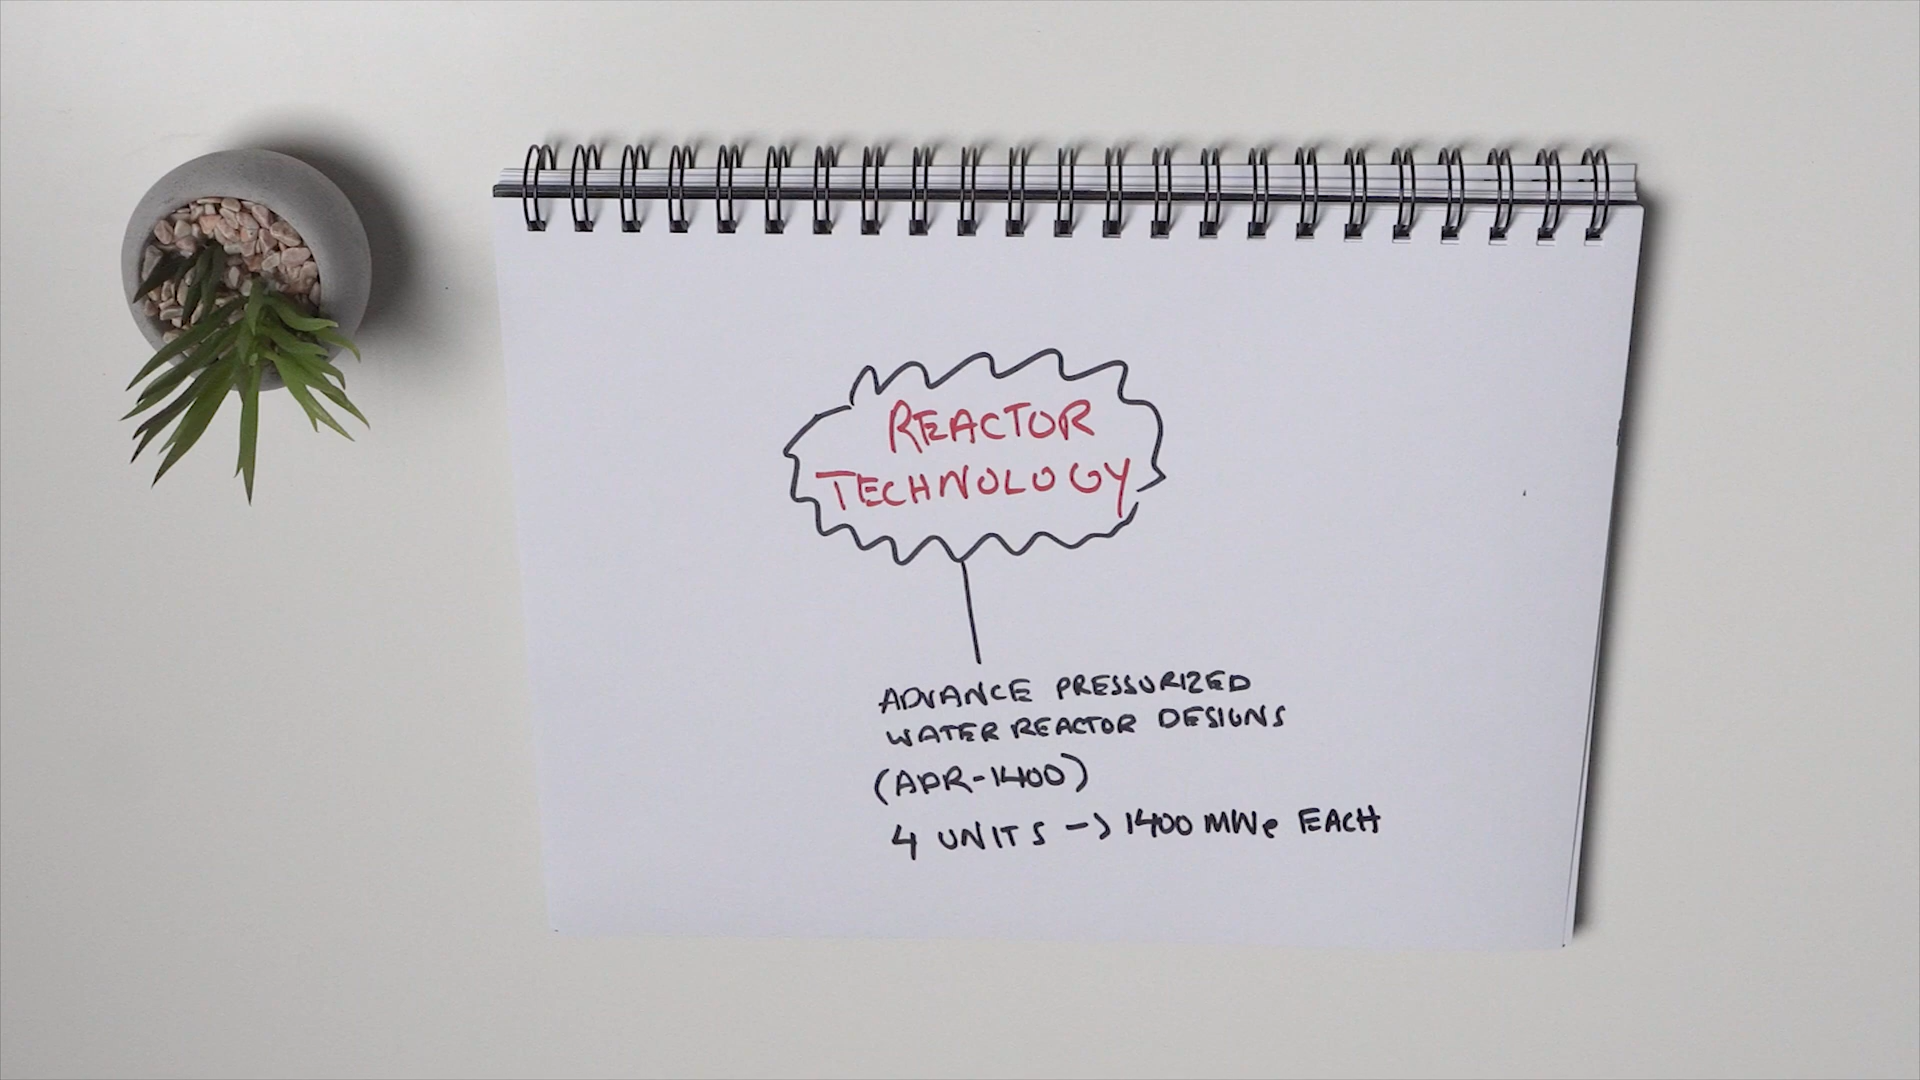 REACTOR
TECHNOLOGY
ADVANCE PRESSURIZED
WATER REACTOR DESIGNS
(APR-1400)
4 UNITS -> 1400 MWe EACH